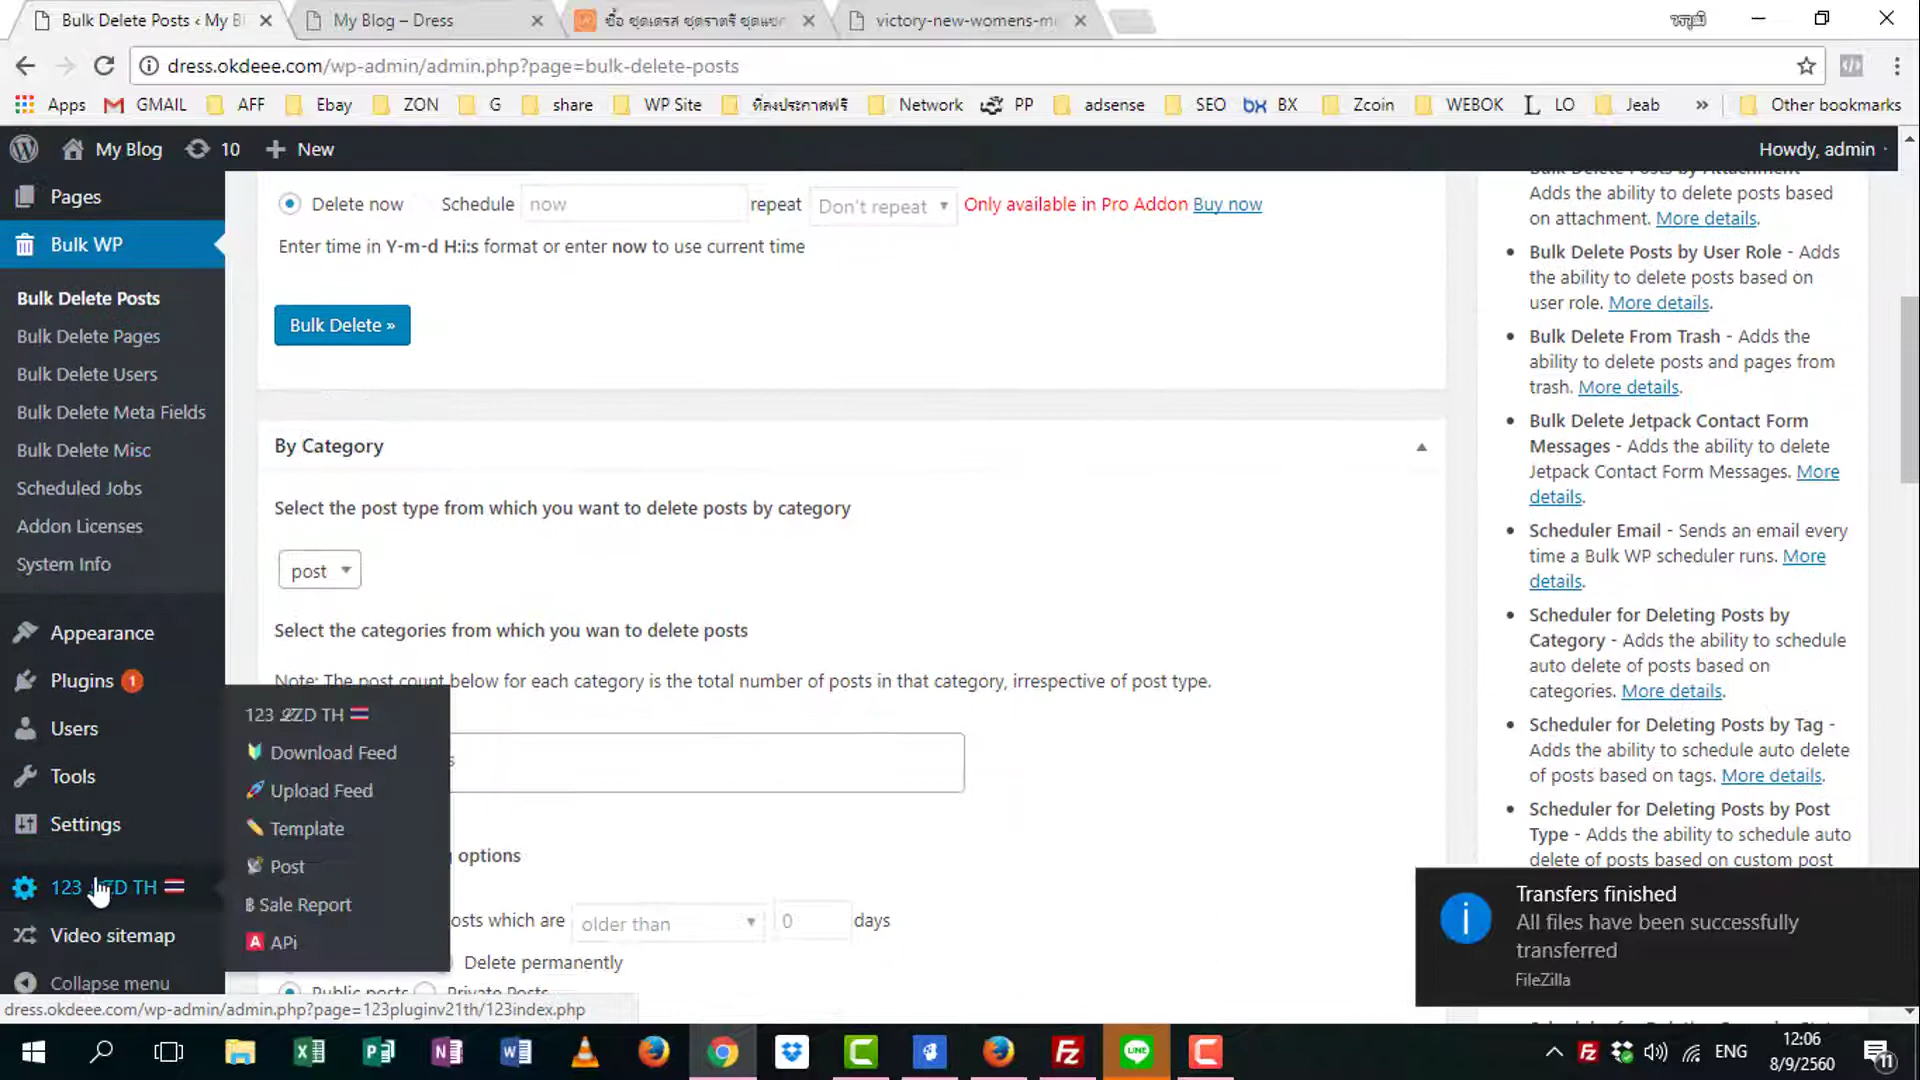 Bulk Delete Posts ‹ My B
My Blog – Dress
ซื้อ ชุดเดรส ชุดราตรี ชุดแซก
victory-new-womens-m
dress.okdeee.com/wp-admin/admin.php?page=bulk-delete-posts
Apps GMAIL AFF Ebay ZON G share WP Site ที่ลงประกาศฟรี Network PP adsense SEO BX Zcoin WEBOK LO Jeab » Other bookmarks
My Blog 10 New Howdy, admin
Pages
Bulk WP
Bulk Delete Posts
Bulk Delete Pages
Bulk Delete Users
Bulk Delete Meta Fields
Bulk Delete Misc
Scheduled Jobs
Addon Licenses
System Info
Appearance
Plugins 1
Users
Tools
Settings
123 ZD TH
Video sitemap
Collapse menu
123 LZD TH
Download Feed
Upload Feed
Template
Post
฿ Sale Report
A APi
Delete now Schedule now repeat Don't repeat Only available in Pro Addon Buy now
Enter time in Y-m-d H:i:s format or enter now to use current time
Bulk Delete »
By Category
Select the post type from which you want to delete posts by category
post
Select the categories from which you wan to delete posts
Note: The post count below for each category is the total number of posts in that category, irrespective of post type.
s
g options
osts which are older than 0 days
Delete permanently
Public posts Private Posts
Bulk Delete Posts by Attachment -
Adds the ability to delete posts based
on attachment. More details.
Bulk Delete Posts by User Role - Adds
the ability to delete posts based on
user role. More details.
Bulk Delete From Trash - Adds the
ability to delete posts and pages from
trash. More details.
Bulk Delete Jetpack Contact Form
Messages - Adds the ability to delete
Jetpack Contact Form Messages. More
details.
Scheduler Email - Sends an email every
time a Bulk WP scheduler runs. More
details.
Scheduler for Deleting Posts by
Category - Adds the ability to schedule
auto delete of posts based on
categories. More details.
Scheduler for Deleting Posts by Tag -
Adds the ability to schedule auto delete
of posts based on tags. More details.
Scheduler for Deleting Posts by Post
Type - Adds the ability to schedule auto
delete of posts based on custom post
Transfers finished
All files have been successfully
transferred
FileZilla
dress.okdeee.com/wp-admin/admin.php?page=123pluginv21th/123index.php
LINE
ENG
12:06
8/9/2560
11